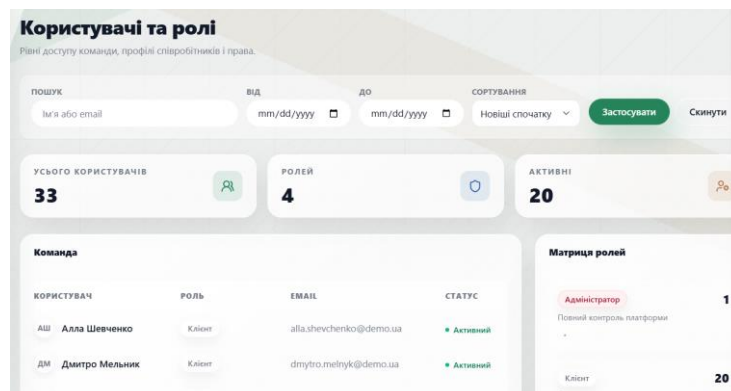 Користувачі та ролі
Рівні доступу команди, профілі співробітників і права.
ПОШУК ВІД ДО СОРТУВАННЯ
Ім'я або email mm/dd/yyyy mm/dd/yyyy Новіші спочатку Застосувати Скинути
УСЬОГО КОРИСТУВАЧІВ РОЛЕЙ АКТИВНІ
33 4 20
Команда Матриця ролей
КОРИСТУВАЧ РОЛЬ EMAIL СТАТУС
Адміністратор 1
Повний контроль платформи
АШ Алла Шевченко Клієнт alla.shevchenko@demo.ua Активний
ДМ Дмитро Мельник Клієнт dmytro.melnyk@demo.ua Активний
Клієнт 20